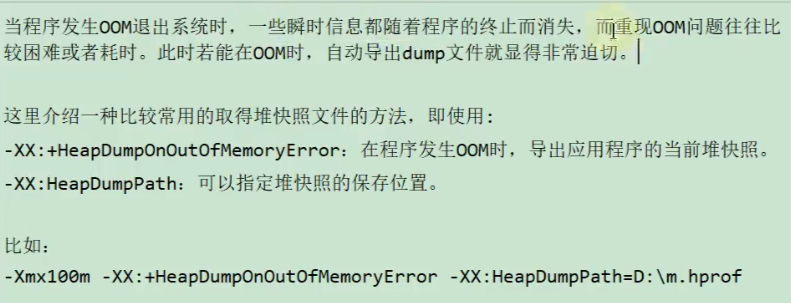 当程序发生OOM退出系统时，一些瞬时信息都随着程序的终止而消失，而重现OOM问题往往比
较困难或者耗时。此时若能在OOM时，自动导出dump文件就显得非常迫切。
这里介绍一种比较常用的取得堆快照文件的方法，即使用：
-XX:+HeapDumpOnOutOfMemoryError：在程序发生OOM时，导出应用程序的当前堆快照。
-XX:HeapDumpPath：可以指定堆快照的保存位置。
比如：
-Xmx100m -XX:+HeapDumpOnOutOfMemoryError -XX:HeapDumpPath=D:\m.hprof